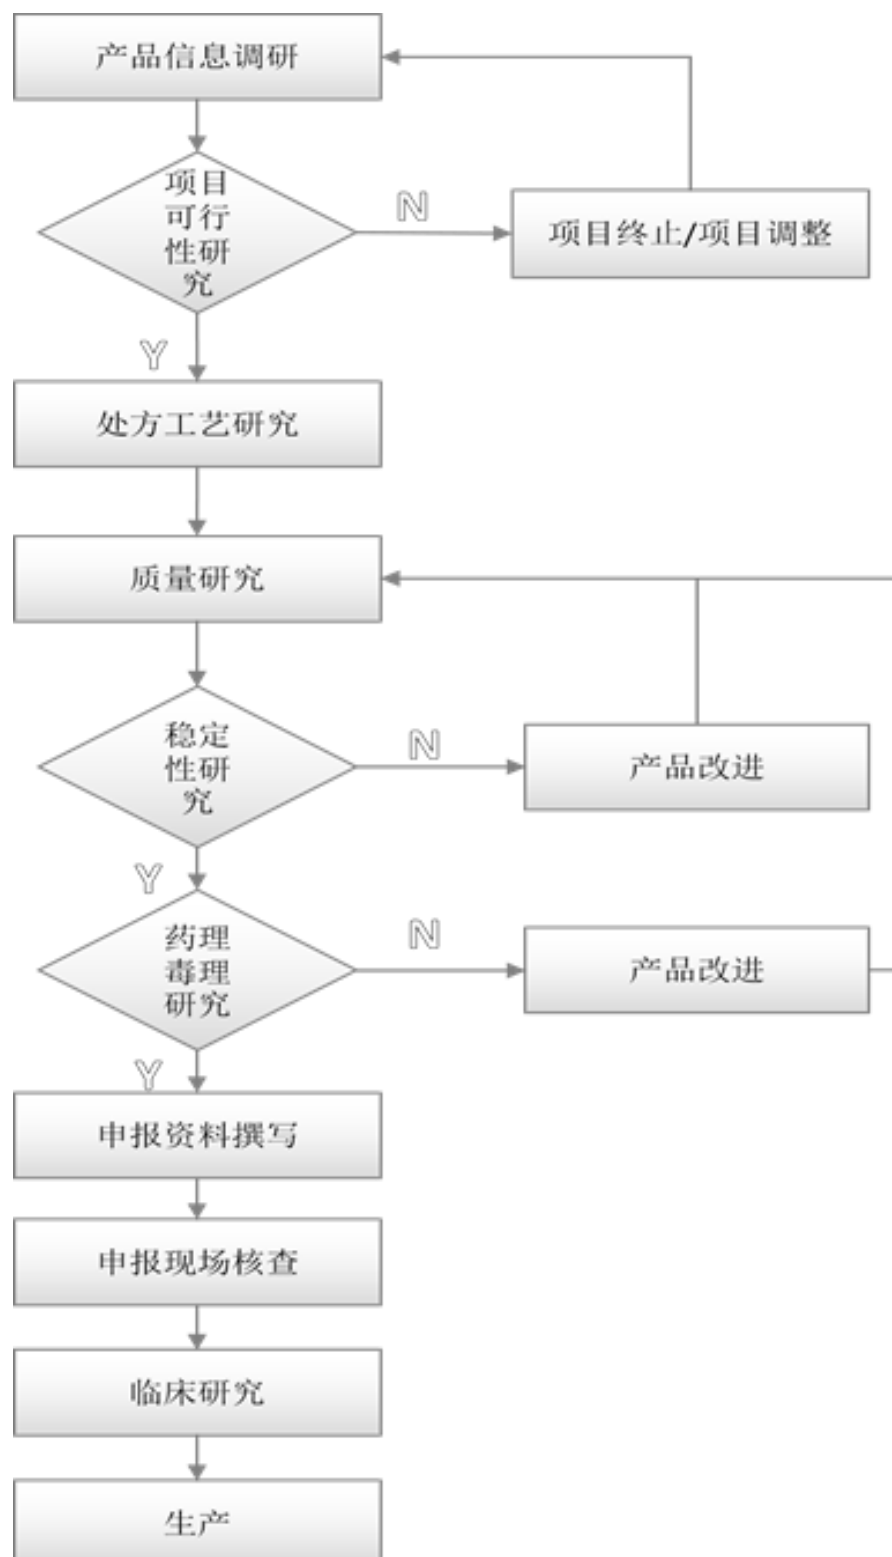 产品信息调研
项目
可行
性研
究
N
项目终止/项目调整
Y
处方工艺研究
质量研究
稳定
性研
究
N
产品改进
Y
药理
毒理
研究
N
产品改进
Y
申报资料撰写
申报现场核查
临床研究
生产